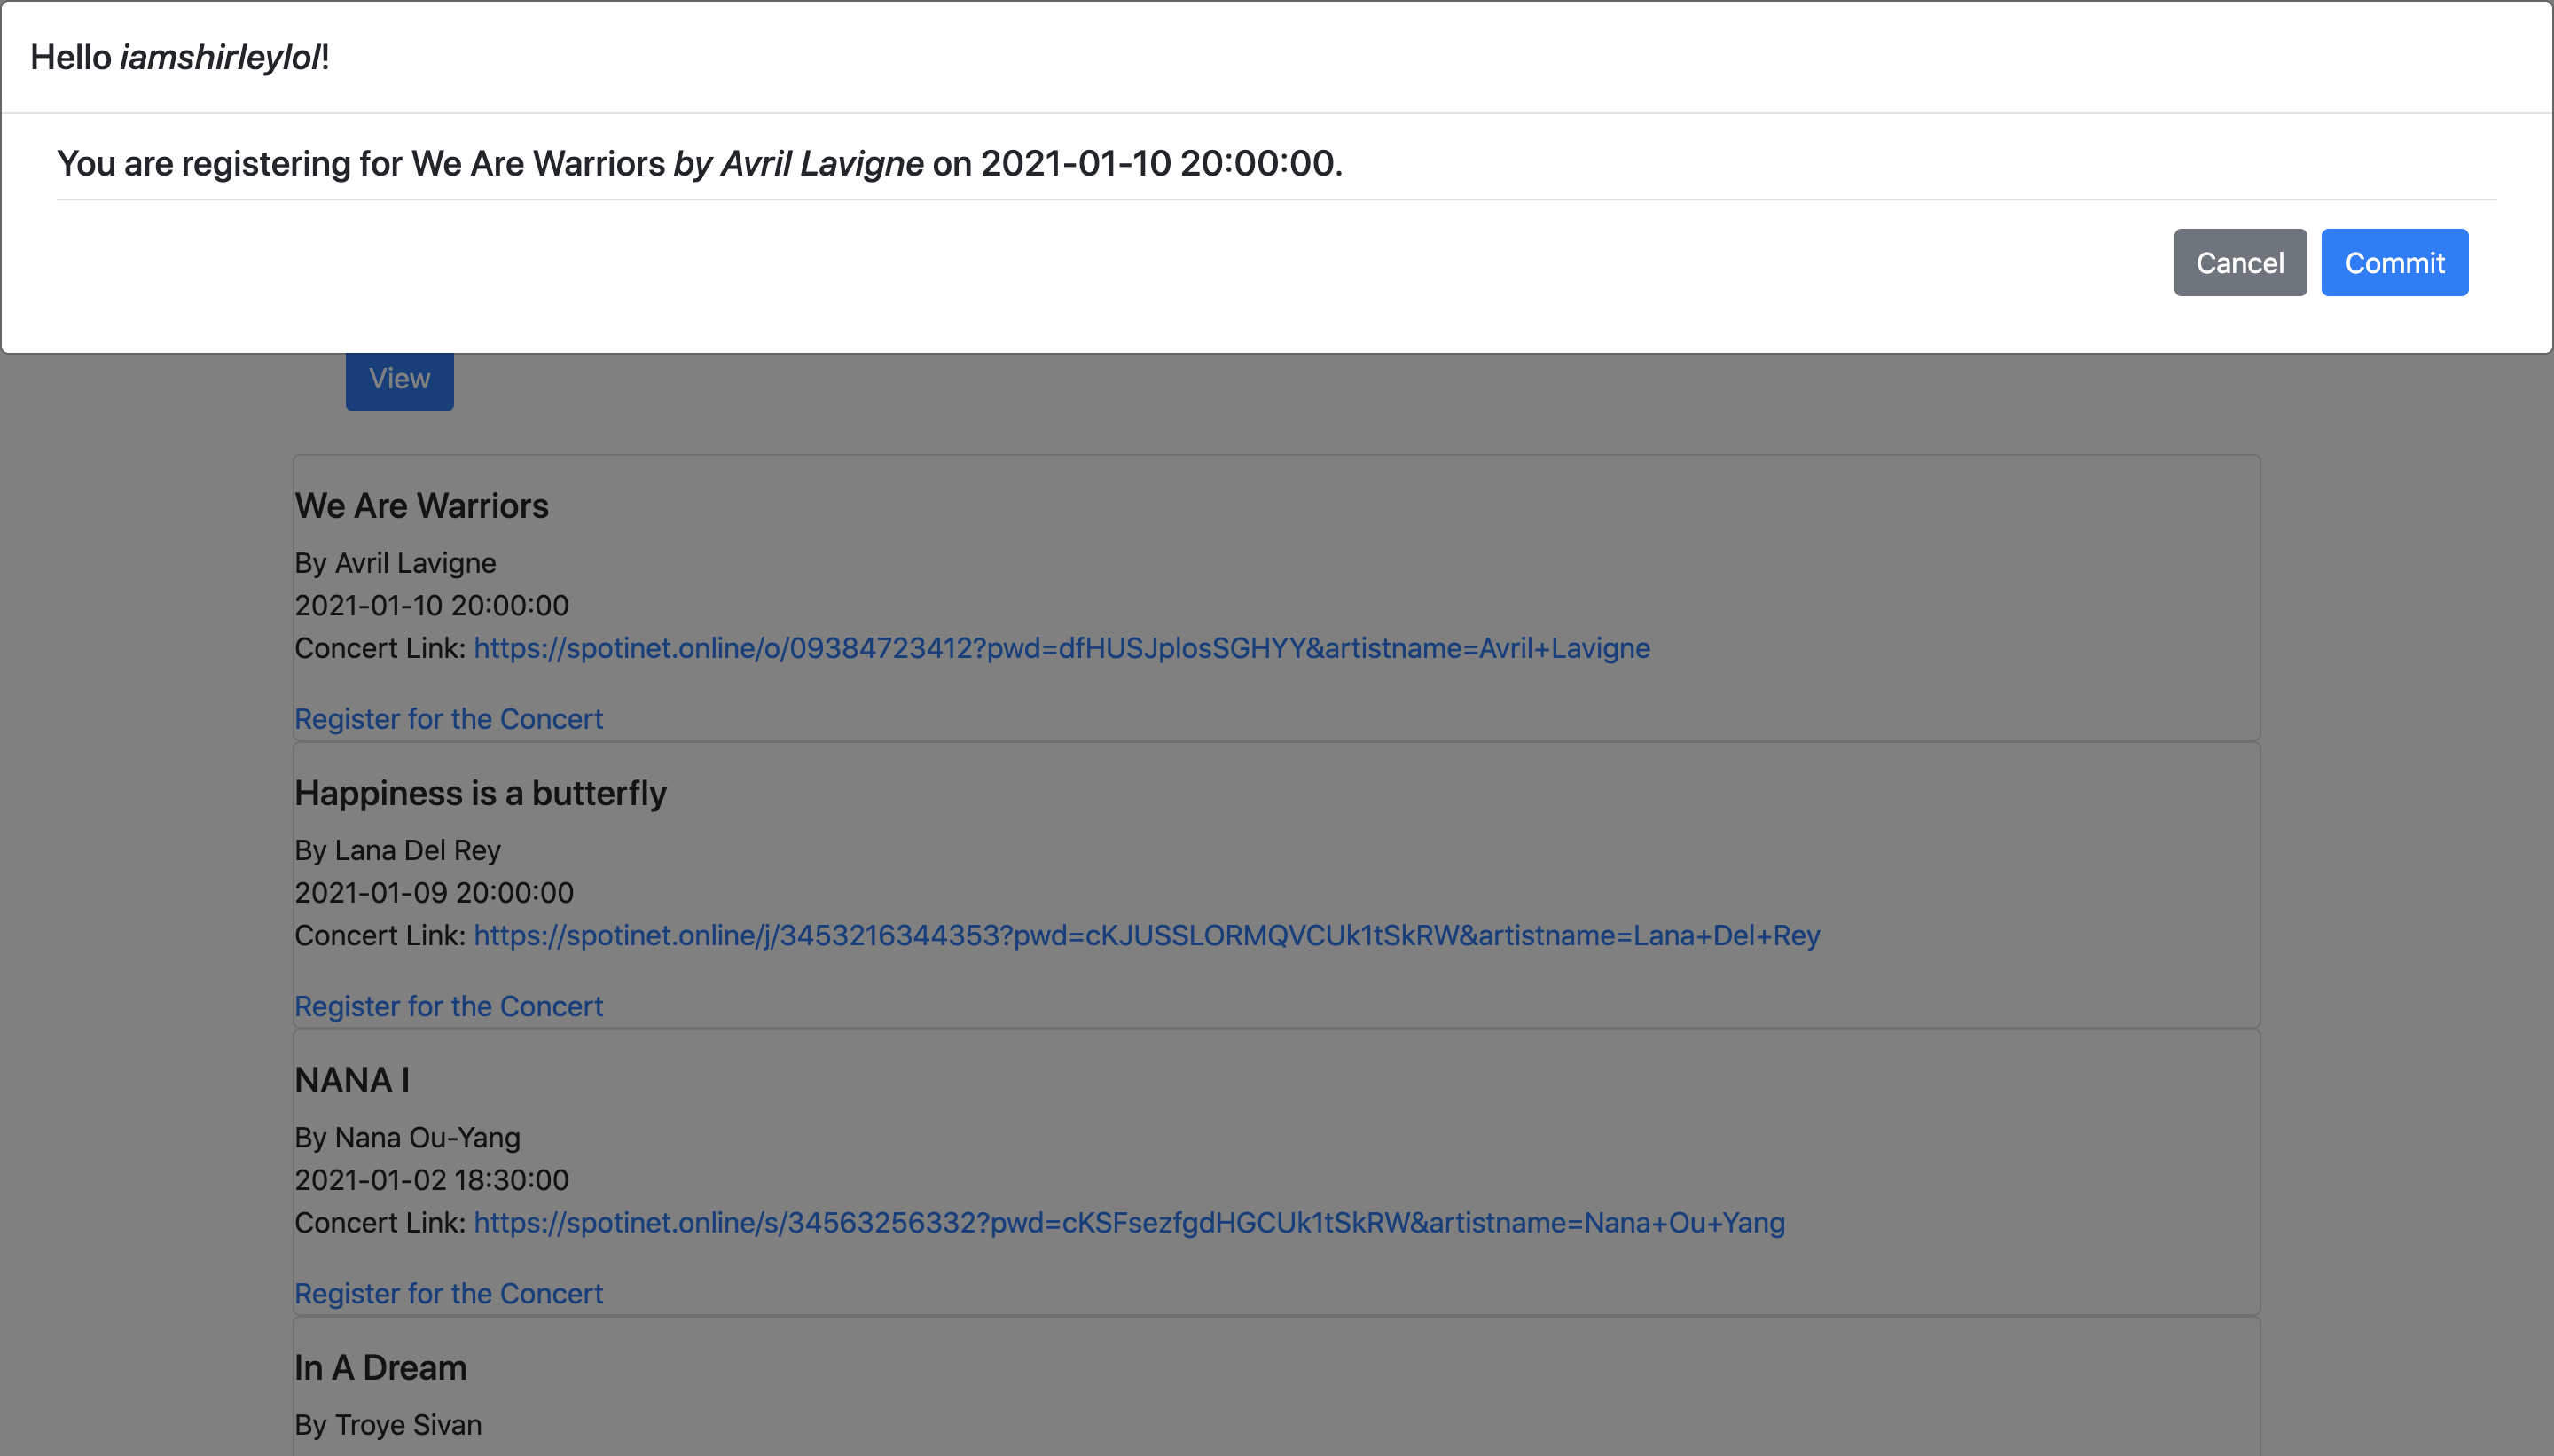 Hello iamshirleylol!
You are registering for We Are Warriors by Avril Lavigne on 2021-01-10 20:00:00.
Cancel Commit
View
We Are Warriors
By Avril Lavigne
2021-01-10 20:00:00
Concert Link: https://spotinet.online/o/09384723412?pwd=dfHUSJplosSGHYY&artistname=Avril+Lavigne
Register for the Concert
Happiness is a butterfly
By Lana Del Rey
2021-01-09 20:00:00
Concert Link: https://spotinet.online/j/3453216344353?pwd=cKJUSSLORMQVCUk1tSkRW&artistname=Lana+Del+Rey
Register for the Concert
NANA I
By Nana Ou-Yang
2021-01-02 18:30:00
Concert Link: https://spotinet.online/s/34563256332?pwd=cKSFsezfgdHGCUk1tSkRW&artistname=Nana+Ou+Yang
Register for the Concert
In A Dream
By Troye Sivan